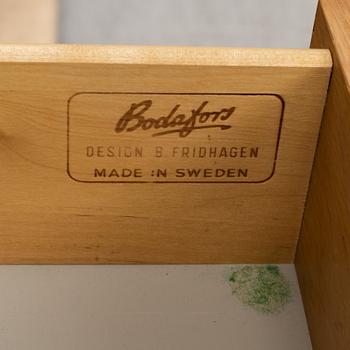 Bodafors
DESIGN B. FRIDHAGEN
MADE IN SWEDEN